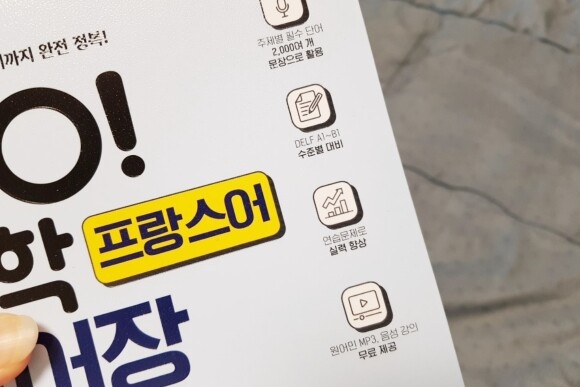 까지 완전 정복!
O!
학 프랑스어
어장
주제별 필수 단어
2,000여 개
문장으로 활용
DELF A1~B1
수준별 대비
연습문제로
실력 향상
원어민 MP3, 음성 강의
무료 제공